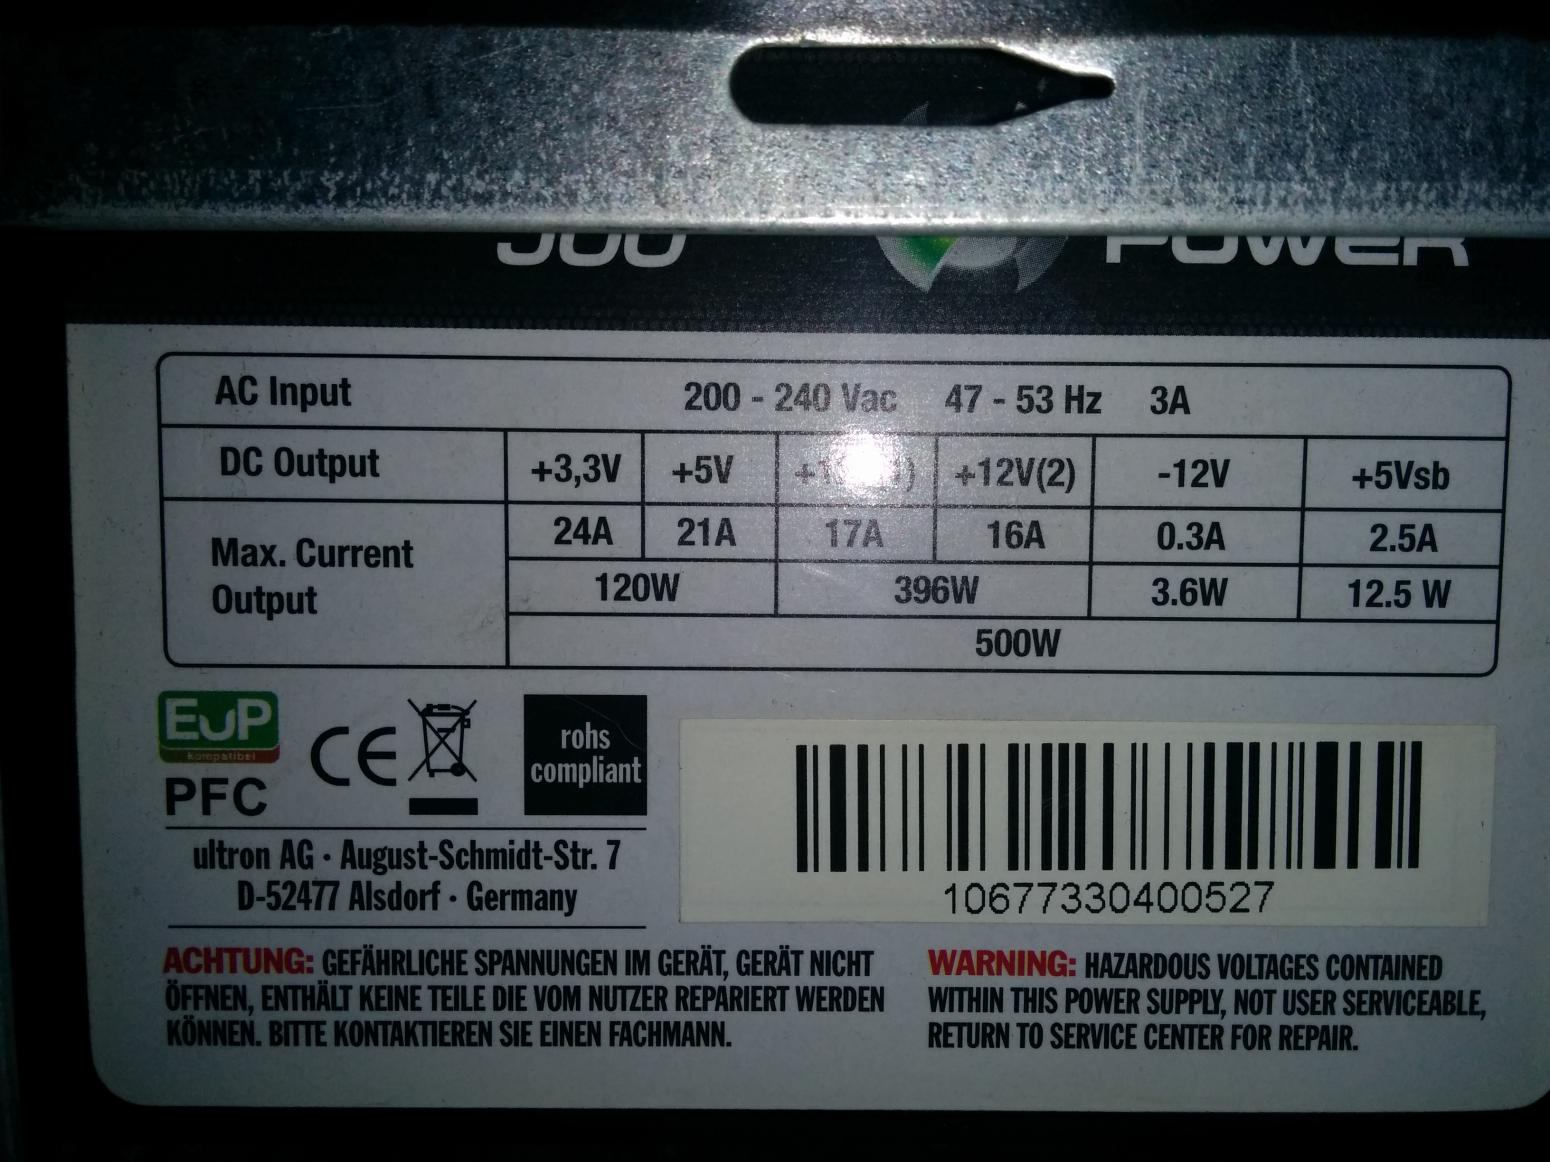 POWER
AC Input 200 - 240 Vac 47 - 53 Hz 3A
DC Output +3,3V +5V +12V(2) -12V +5Vsb
Max. Current Output 24A 21A 17A 16A 0.3A 2.5A
120W 396W 3.6W 12.5 W
500W
EuP
kompatibel
PFC
CE
rohs
compliant
ultron AG · August-Schmidt-Str. 7
D-52477 Alsdorf · Germany
10677330400527
ACHTUNG: GEFÄHRLICHE SPANNUNGEN IM GERÄT, GERÄT NICHT
ÖFFNEN, ENTHÄLT KEINE TEILE DIE VOM NUTZER REPARIERT WERDEN
KÖNNEN. BITTE KONTAKTIEREN SIE EINEN FACHMANN.
WARNING: HAZARDOUS VOLTAGES CONTAINED
WITHIN THIS POWER SUPPLY, NOT USER SERVICEABLE,
RETURN TO SERVICE CENTER FOR REPAIR.